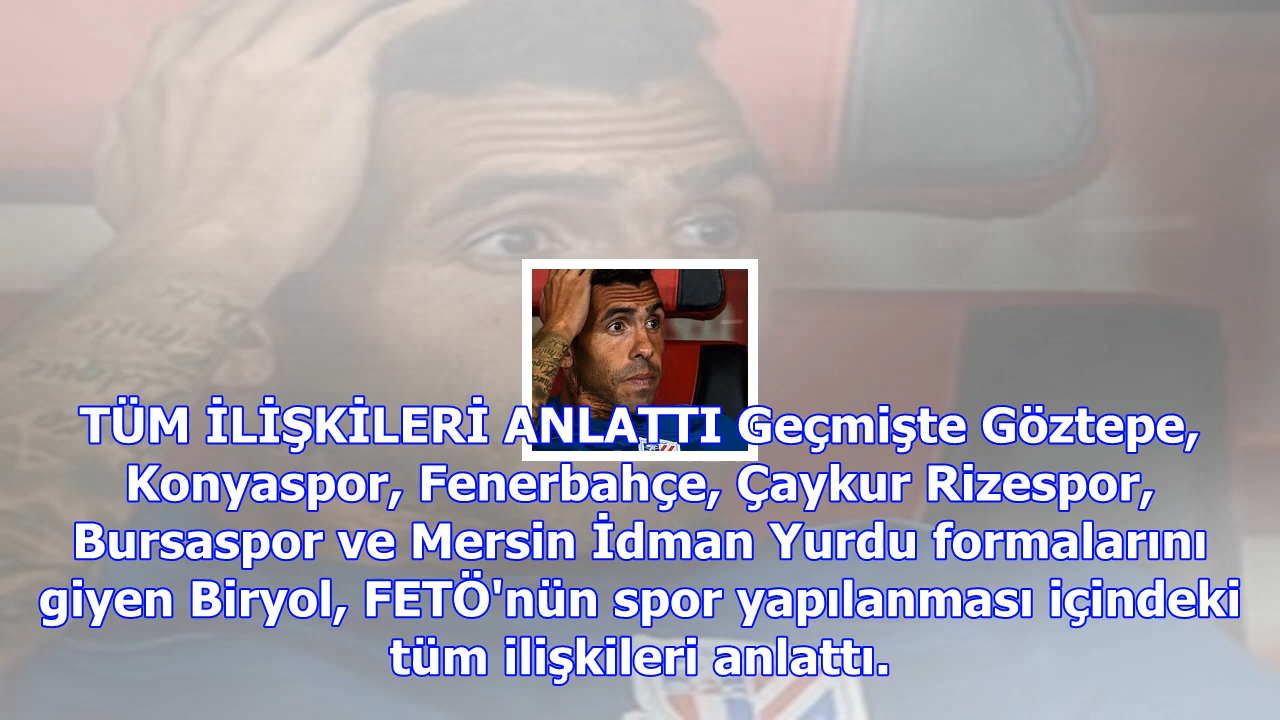 TÜM İLİŞKİLERİ ANLATTI Geçmişte Göztepe,
Konyaspor, Fenerbahçe, Çaykur Rizespor,
Bursaspor ve Mersin İdman Yurdu formalarını
giyen Biryol, FETÖ'nün spor yapılanması içindeki
tüm ilişkileri anlattı.